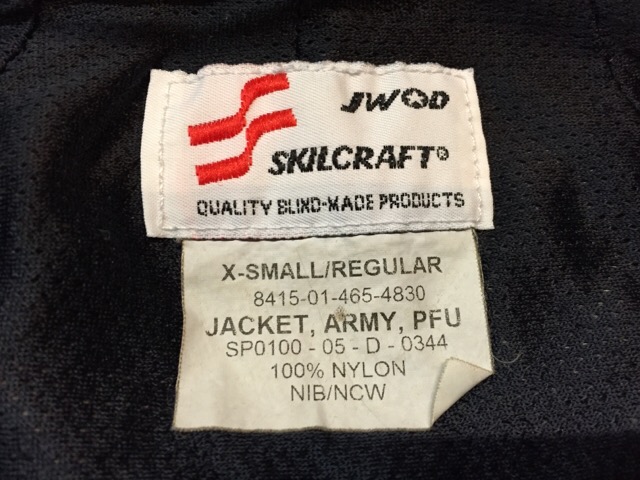 JWOD
SKILCRAFT®
QUALITY BLIND-MADE PRODUCTS
X-SMALL/REGULAR
8415-01-465-4830
JACKET, ARMY, PFU
SP0100 - 05 - D - 0344
100% NYLON
NIB/NCW